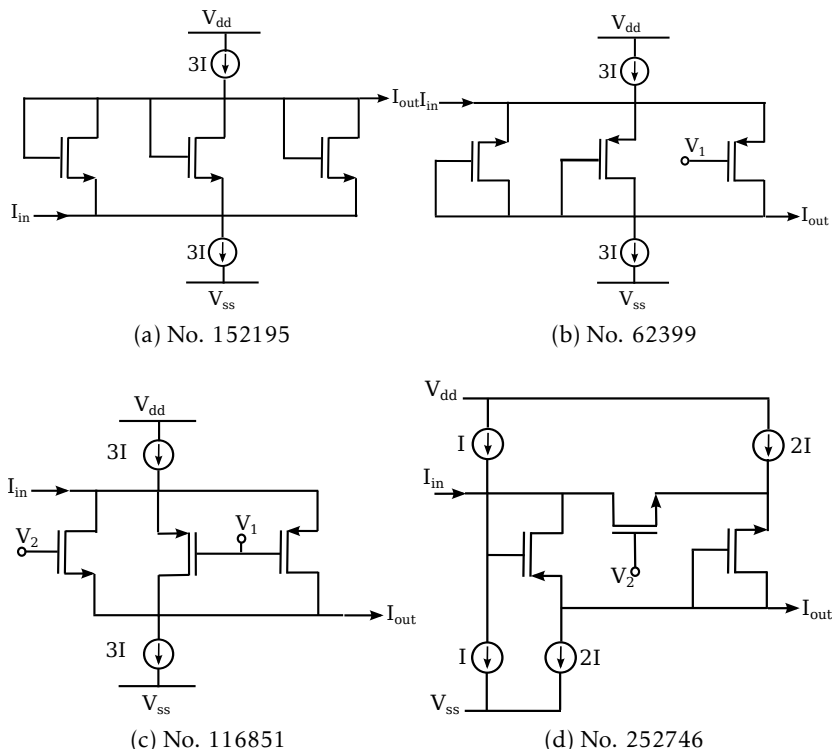 V_dd
3I
I_out
I_in
3I
V_ss
(a) No. 152195
V_dd
3I
I_in
V_1
I_out
3I
V_ss
(b) No. 62399
V_dd
3I
I_in
V_2
V_1
I_out
3I
V_ss
(c) No. 116851
V_dd
I
2I
I_in
V_2
I_out
I
2I
V_ss
(d) No. 252746